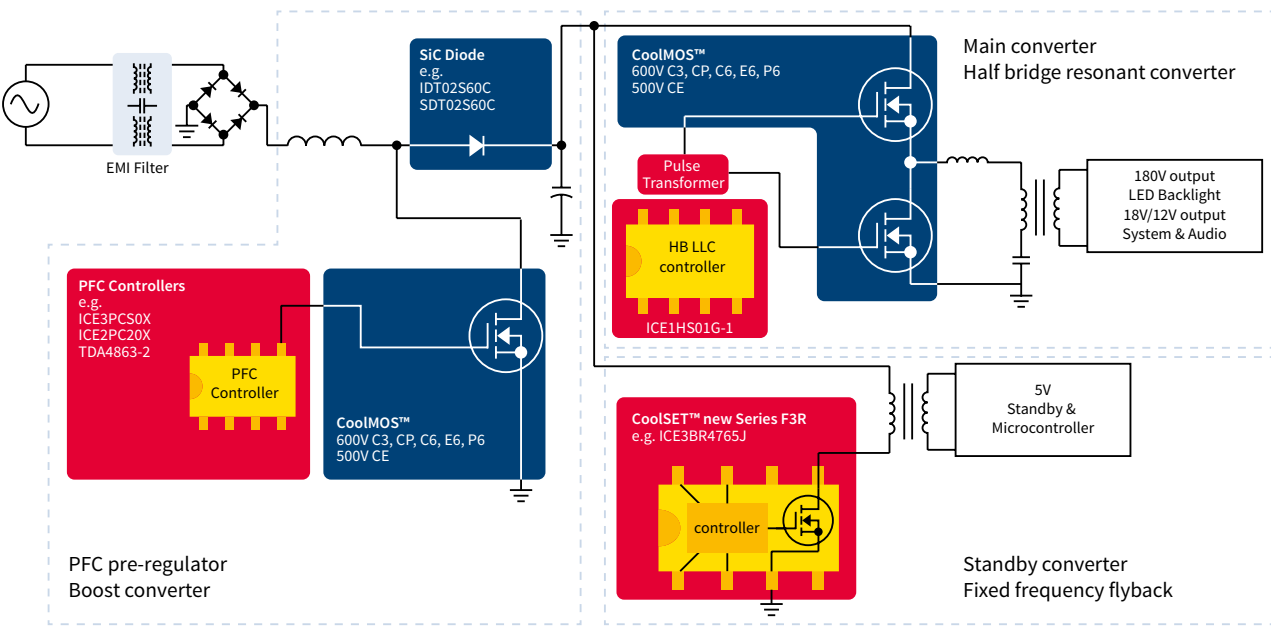 EMI Filter
SiC Diode
e.g.
IDT02S60C
SDT02S60C
PFC Controllers
e.g.
ICE3PCS0X
ICE2PC20X
TDA4863-2
PFC
Controller
CoolMOS™
600V C3, CP, C6, E6, P6
500V CE
PFC pre-regulator
Boost converter
CoolMOS™
600V C3, CP, C6, E6, P6
500V CE
Pulse
Transformer
HB LLC
controller
ICE1HS01G-1
Main converter
Half bridge resonant converter
180V output
LED Backlight
18V/12V output
System & Audio
CoolSET™ new Series F3R
e.g. ICE3BR4765J
controller
5V
Standby &
Microcontroller
Standby converter
Fixed frequency flyback